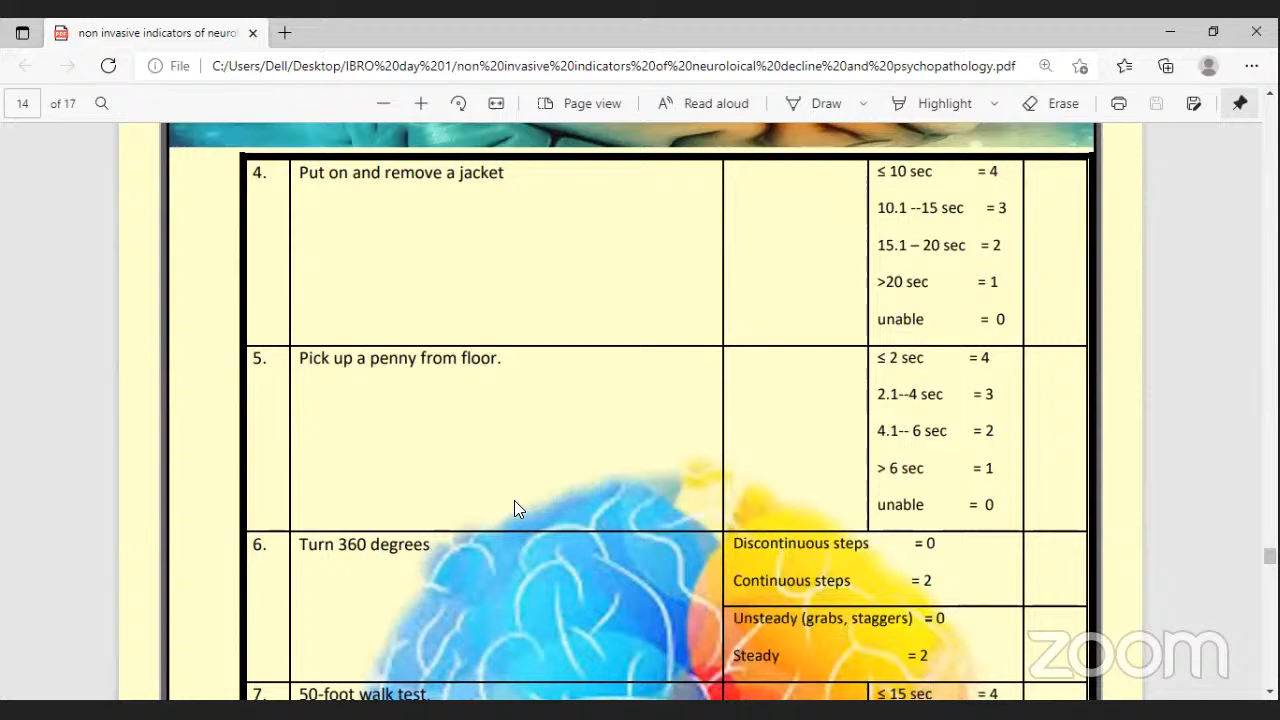 non invasive indicators of neuro
File
C:/Users/Dell/Desktop/IBRO%20day%201/non%20invasive%20indicators%20of%20neuroloical%20decline%20and%20psychopathology.pdf
14 of 17
Page view
Read aloud
Draw
Highlight
Erase
4. Put on and remove a jacket
≤ 10 sec = 4
10.1 --15 sec = 3
15.1 – 20 sec = 2
>20 sec = 1
unable = 0
5. Pick up a penny from floor.
≤ 2 sec = 4
2.1--4 sec = 3
4.1-- 6 sec = 2
> 6 sec = 1
unable = 0
6. Turn 360 degrees
Discontinuous steps = 0
Continuous steps = 2
Unsteady (grabs, staggers) = 0
Steady = 2
7. 50-foot walk test.
≤ 15 sec = 4
zoom